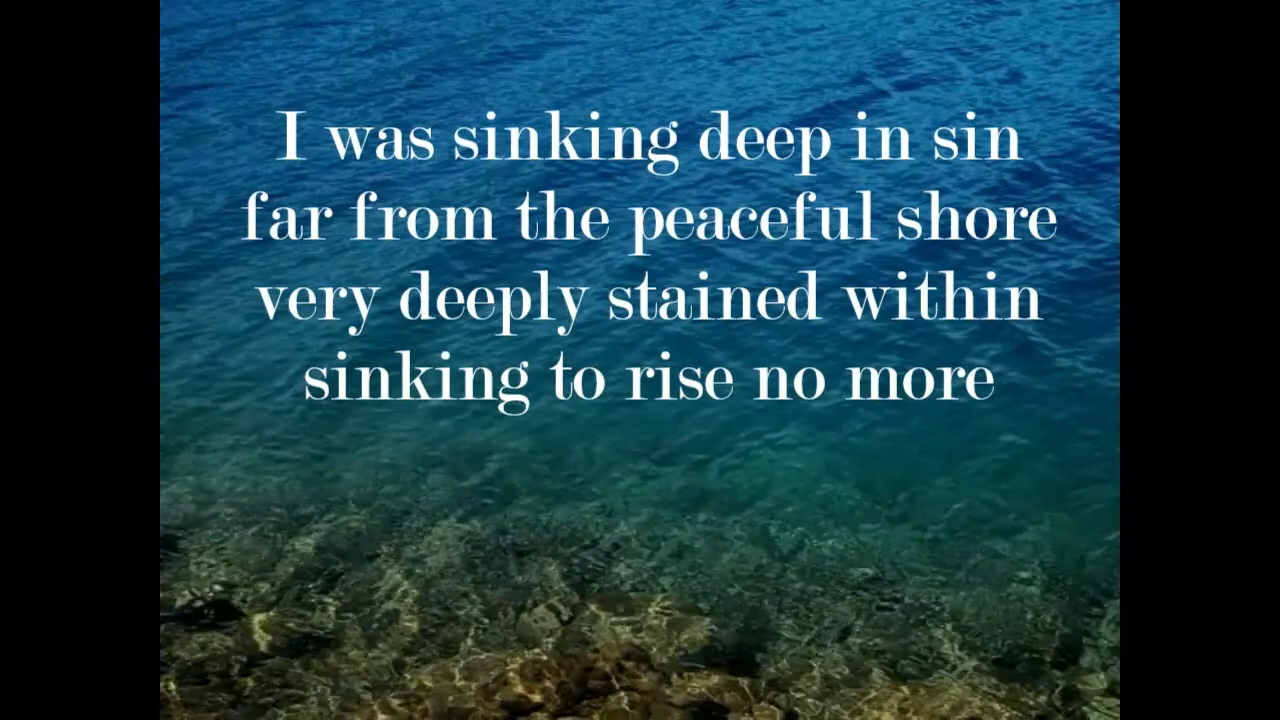 I was sinking deep in sin
far from the peaceful shore
very deeply stained within
sinking to rise no more